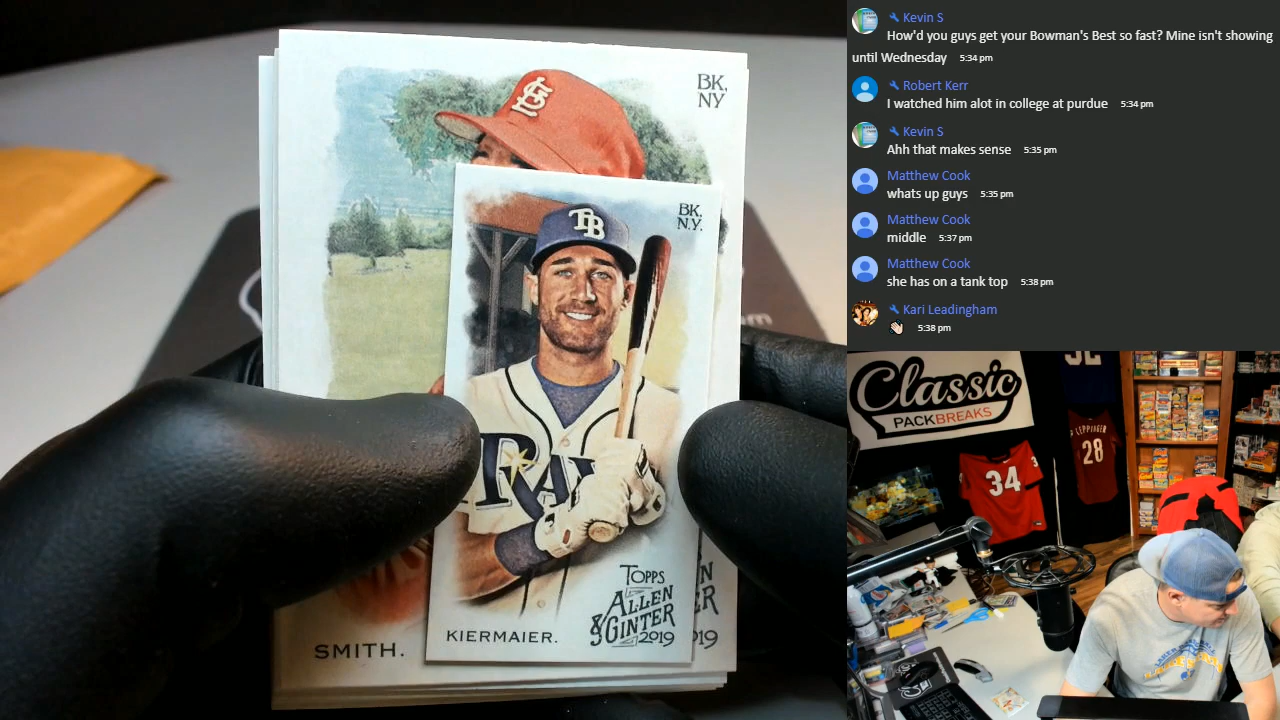 BK,
NY
BK,
N.Y.
TB
RAY
TOPPS
ALLEN
& GINTER
2019
KIERMAIER.
SMITH.
N
ER
019
Kevin S
How'd you guys get your Bowman's Best so fast? Mine isn't showing
until Wednesday 5:34 pm
Robert Kerr
I watched him alot in college at purdue 5:34 pm
Kevin S
Ahh that makes sense 5:35 pm
Matthew Cook
whats up guys 5:35 pm
Matthew Cook
middle 5:37 pm
Matthew Cook
she has on a tank top 5:38 pm
Kari Leadingham
5:38 pm
Classic
PACKBREAKS
34
LEPPINGER
28